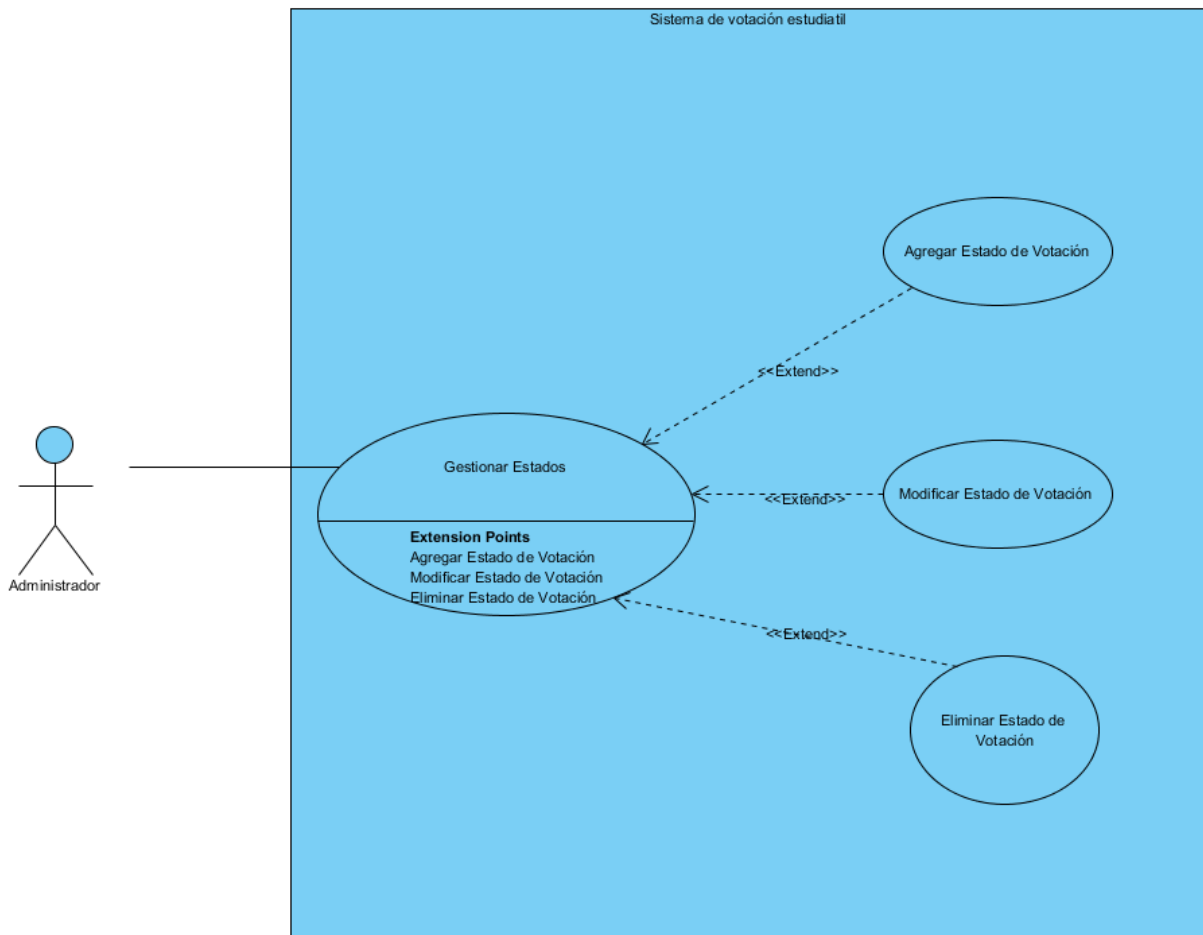 Sistema de votación estudiatil
Agregar Estado de Votación
<<Extend>>
Gestionar Estados
Modificar Estado de Votación
<<Extend>>
Extension Points
Agregar Estado de Votación
Modificar Estado de Votación
Eliminar Estado de Votación
Administrador
<<Extend>>
Eliminar Estado de
Votación